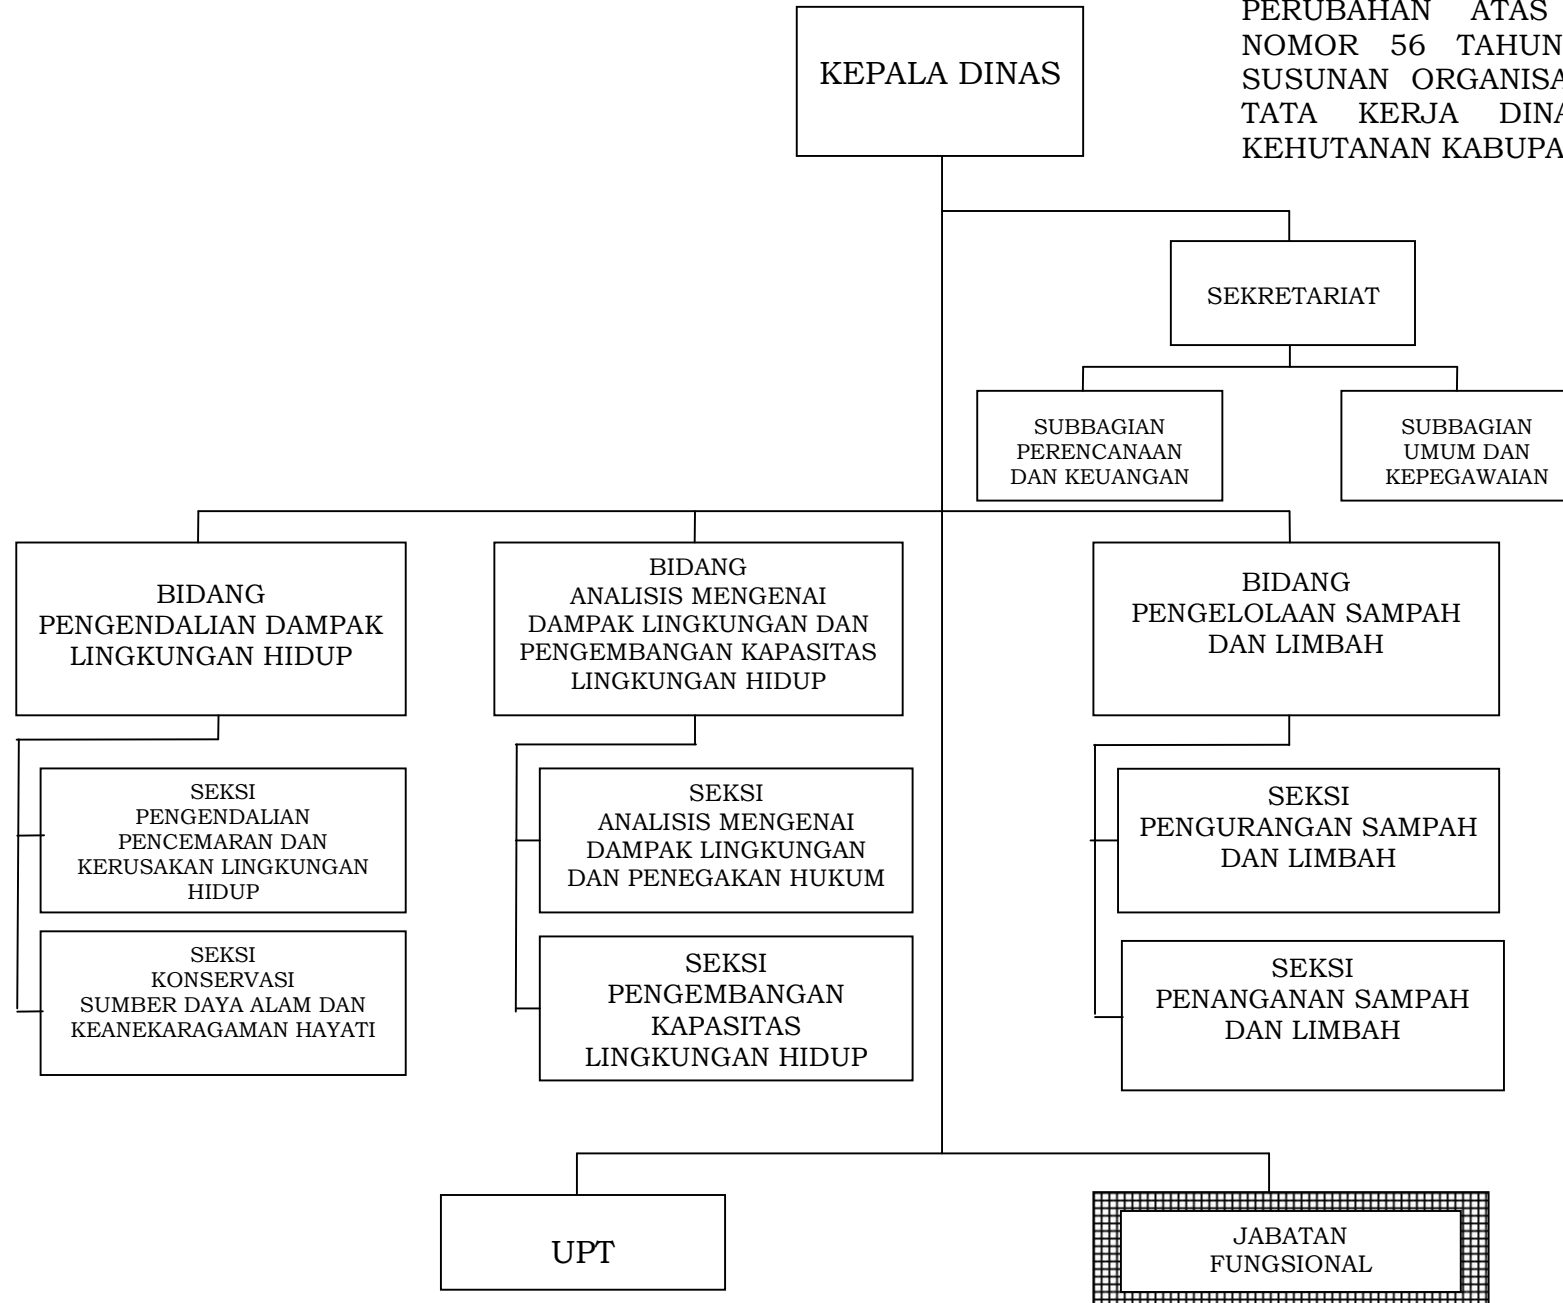 PERUBAHAN ATAS
NOMOR 56 TAHUN
SUSUNAN
TATA KERJA
KEHUTANAN
KEPALA DINAS
SEKRETARIAT
SUBBAGIAN
PERENCANAAN
DAN KEUANGAN
SUBBAGIAN
UMUM DAN
KEPEGAWAIAN
BIDANG
PENGENDALIAN DAMPAK
LINGKUNGAN HIDUP
BIDANG
ANALISIS MENGENAI
DAMPAK LINGKUNGAN DAN
PENGEMBANGAN KAPASITAS
LINGKUNGAN HIDUP
BIDANG
PENGELOLAAN SAMPAH
DAN LIMBAH
SEKSI
PENGENDALIAN
PENCEMARAN DAN
KERUSAKAN LINGKUNGAN
HIDUP
SEKSI
KONSERVASI
SUMBER DAYA ALAM DAN
KEANEKARAGAMAN HAYATI
SEKSI
ANALISIS MENGENAI
DAMPAK LINGKUNGAN
DAN PENEGAKAN HUKUM
SEKSI
PENGEMBANGAN
KAPASITAS
LINGKUNGAN HIDUP
SEKSI
PENGURANGAN SAMPAH
DAN LIMBAH
SEKSI
PENANGANAN SAMPAH
DAN LIMBAH
UPT
JABATAN
FUNGSIONAL